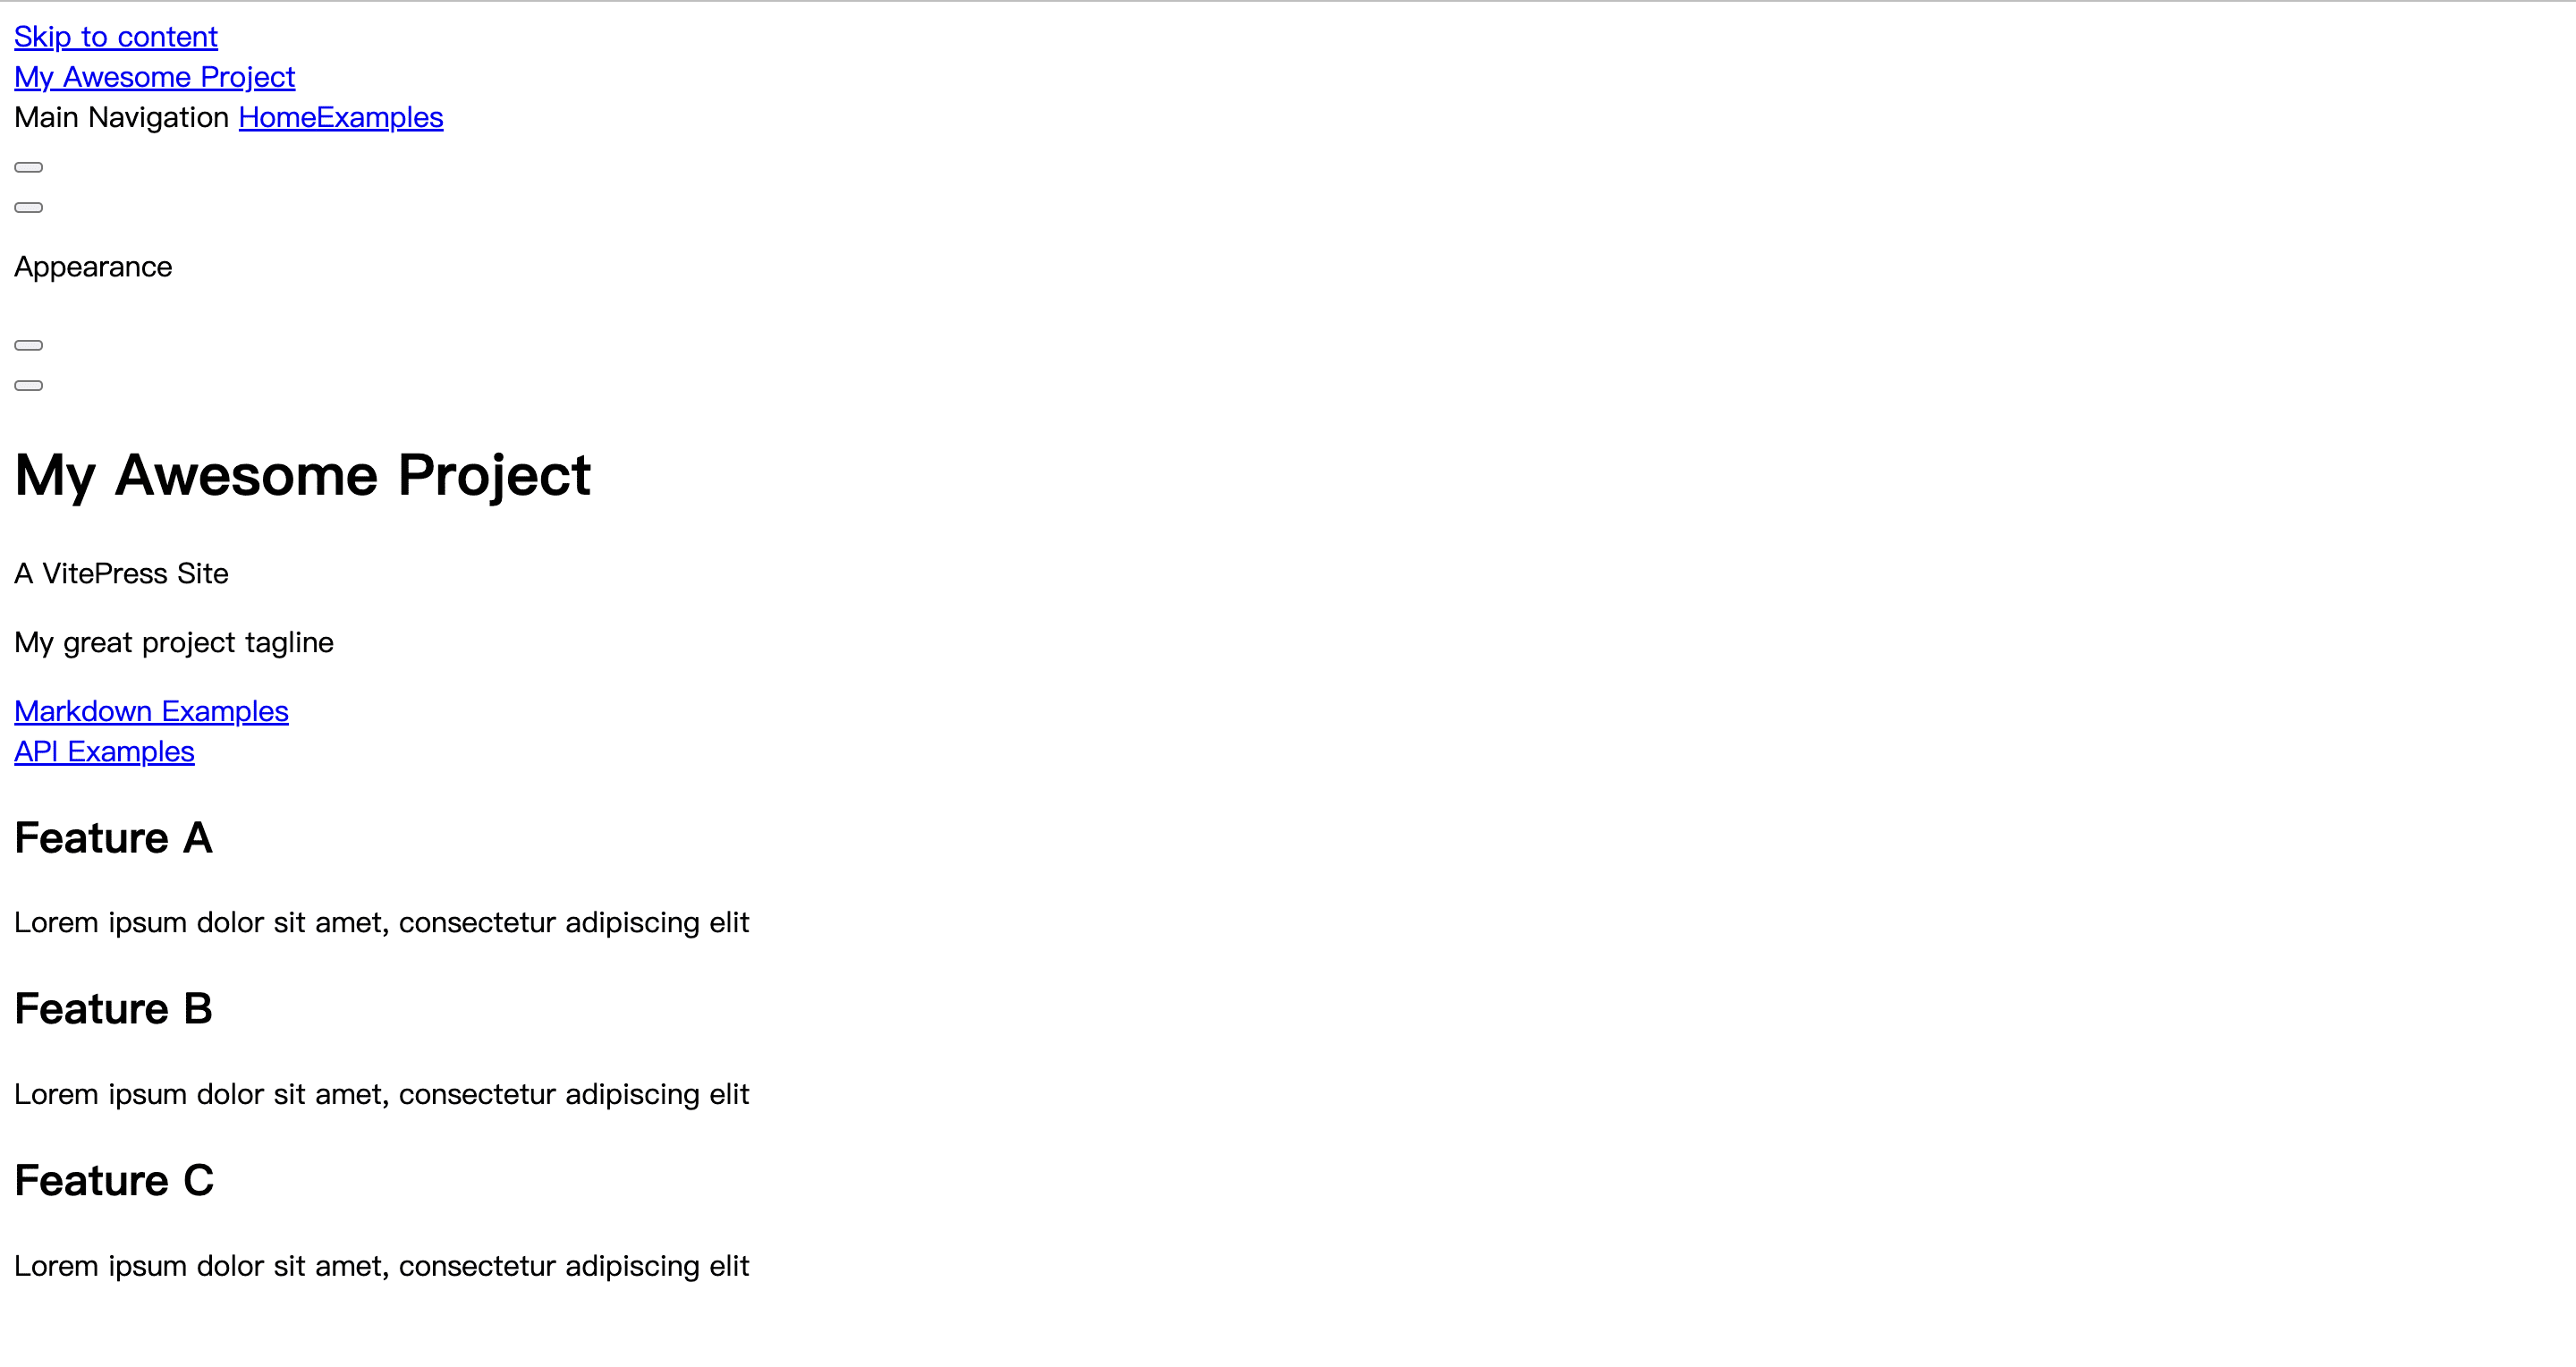 Skip to content
My Awesome Project
Main Navigation HomeExamples
Appearance
My Awesome Project
A VitePress Site
My great project tagline
Markdown Examples
API Examples
Feature A
Lorem ipsum dolor sit amet, consectetur adipiscing elit
Feature B
Lorem ipsum dolor sit amet, consectetur adipiscing elit
Feature C
Lorem ipsum dolor sit amet, consectetur adipiscing elit